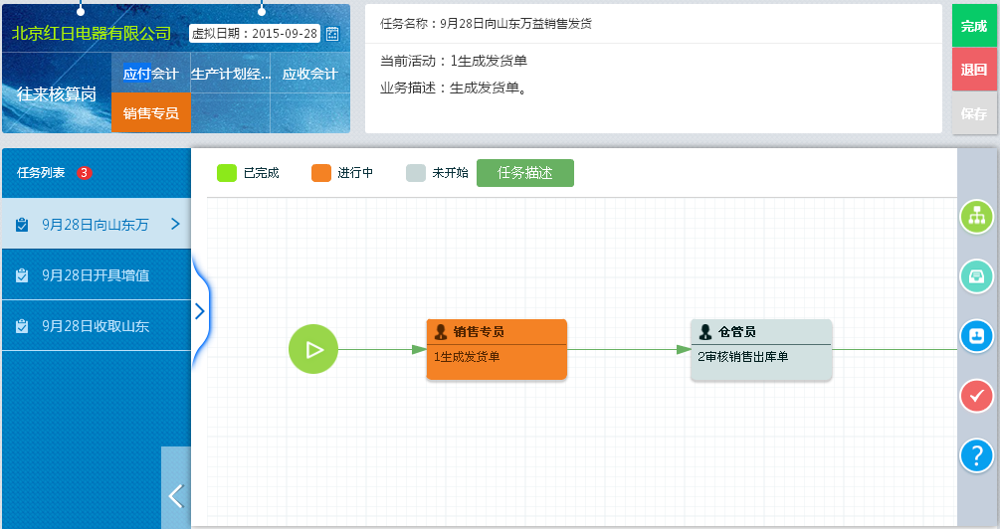 北京红日电器有限公司
虚拟日期：2015-09-28
往来核算岗
应付会计
生产计划经...
应收会计
销售专员
任务名称：9月28日向山东万益销售发货
当前活动：1生成发货单
业务描述：生成发货单。
完成
退回
保存
任务列表 3
9月28日向山东万
9月28日开具增值
9月28日收取山东
已完成
进行中
未开始
任务描述
销售专员
1生成发货单
仓管员
2审核销售出库单
?